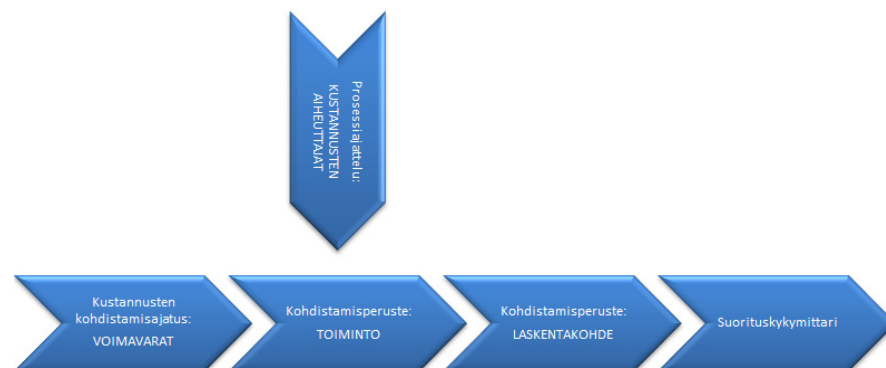 Prosessiajattelu:
KUSTANNUSTEN
AIHEUTTAJAT
Kustannusten
kohdistamisajatus:
VOIMAVARAT
Kohdistamisperuste:
TOIMINTO
Kohdistamisperuste:
LASKENTAKOHDE
Suorituskykymittari